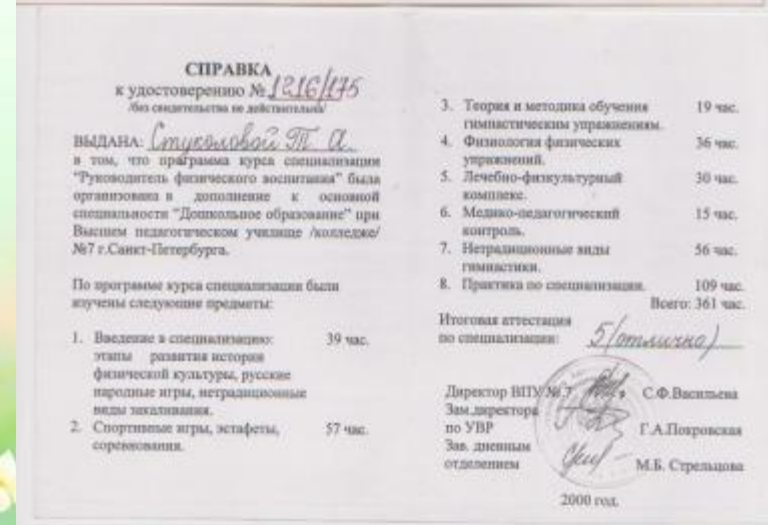 СПРАВКА
к удостоверению № 1216/175
/без свидетельства не действительна/
ВЫДАНА: Стуколовой Т. А.
в том, что программа курса специализации
"Руководитель физического воспитания" была
организована в дополнение к основной
специальности "Дошкольное образование" при
Высшем педагогическом училище /колледже/
№7 г.Санкт-Петербурга.
По программе курса специализации были
изучены следующие предметы:
1. Введение в специализацию: 39 час.
этапы развития истории
физической культуры, русские
народные игры, нетрадиционные
виды закаливания.
2. Спортивные игры, эстафеты, 57 час.
соревнования.
3. Теория и методика обучения 19 час.
гимнастическим упражнениям.
4. Физиология физических 36 час.
упражнений.
5. Лечебно-физкультурный 30 час.
комплекс.
6. Медико-педагогический 15 час.
контроль.
7. Нетрадиционные виды 56 час.
гимнастики.
8. Практика по специализации. 109 час.
Всего: 361 час.
Итоговая аттестация
по специализации: 5 (отлично)
Директор ВПУ № 7 С.Ф.Васильева
Зам.директора
по УВР Г.А.Покровская
Зав. дневным
отделением М.Б. Стрельцова
2000 год.